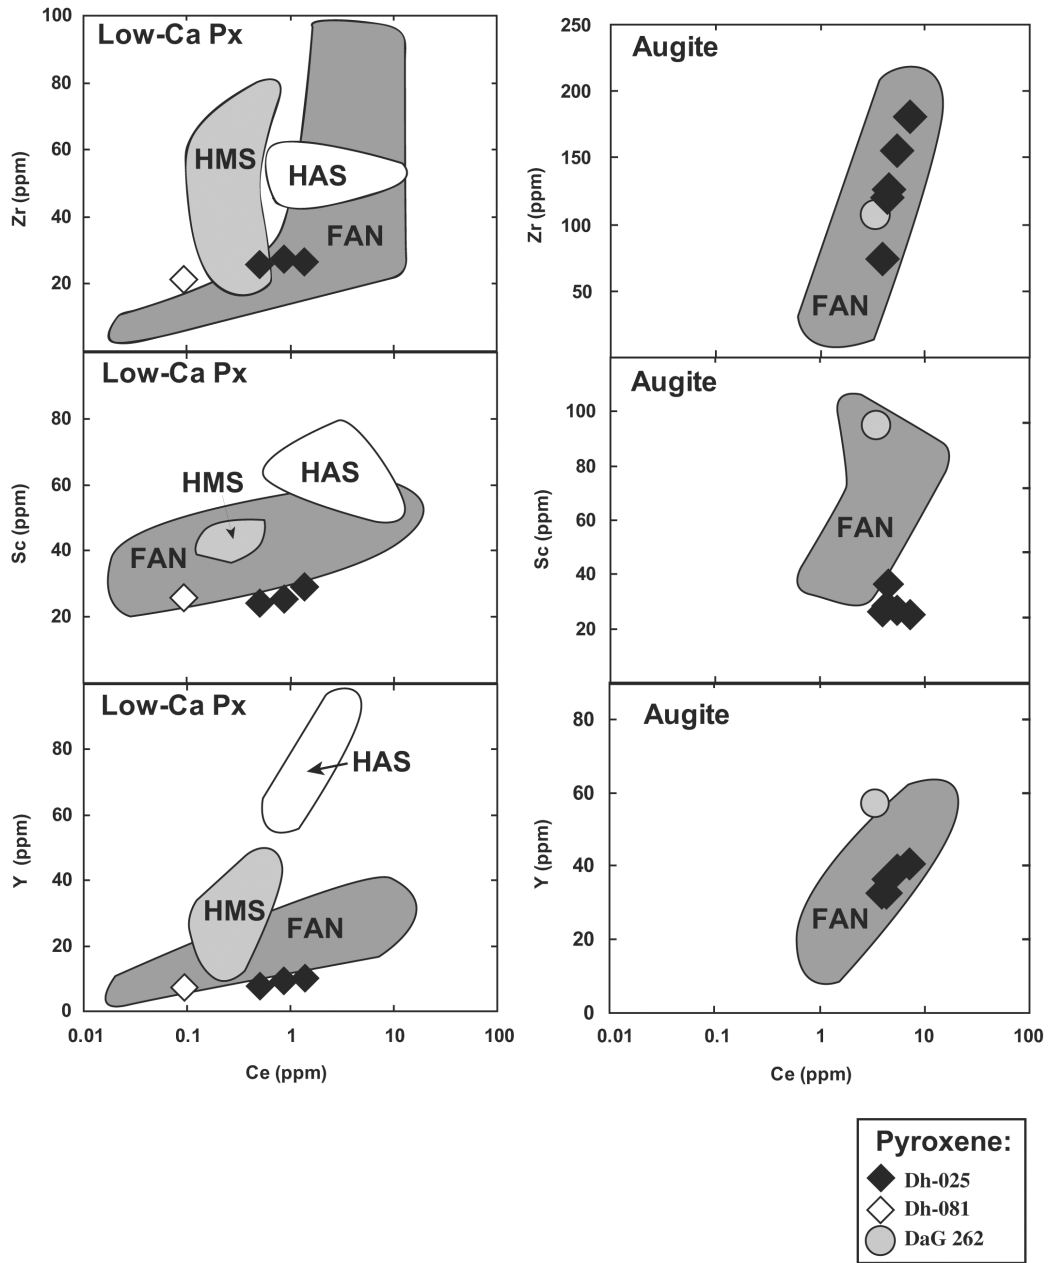 Low-Ca Px
100
80
60
40
20
Zr (ppm)
HMS
HAS
FAN
Augite
250
200
150
100
50
Zr (ppm)
FAN
Low-Ca Px
80
60
40
20
Sc (ppm)
HMS
HAS
FAN
Augite
100
80
60
40
20
Sc (ppm)
FAN
Low-Ca Px
80
60
40
20
0
Y (ppm)
HAS
HMS
FAN
0.01 0.1 1 10 100
Ce (ppm)
Augite
80
60
40
20
0
Y (ppm)
FAN
0.01 0.1 1 10 100
Ce (ppm)
Pyroxene:
Dh-025
Dh-081
DaG 262